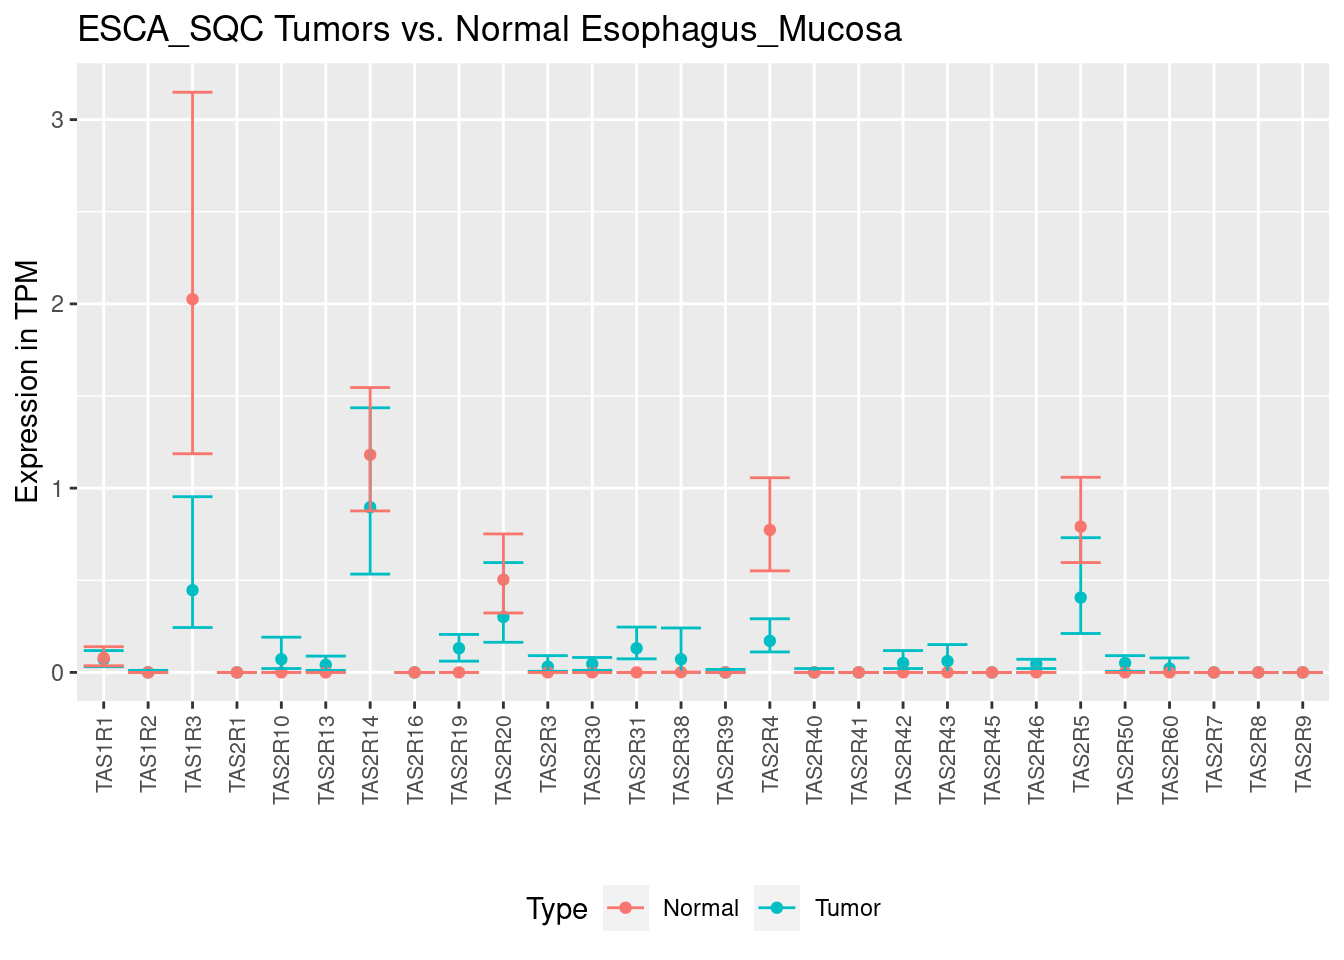 ESCA_SQC Tumors vs. Normal Esophagus_Mucosa
Expression in TPM
3
2
1
0
TAS1R1
TAS1R2
TAS1R3
TAS2R1
TAS2R10
TAS2R13
TAS2R14
TAS2R16
TAS2R19
TAS2R20
TAS2R3
TAS2R30
TAS2R31
TAS2R38
TAS2R39
TAS2R4
TAS2R40
TAS2R41
TAS2R42
TAS2R43
TAS2R45
TAS2R46
TAS2R5
TAS2R50
TAS2R60
TAS2R7
TAS2R8
TAS2R9
Type Normal Tumor